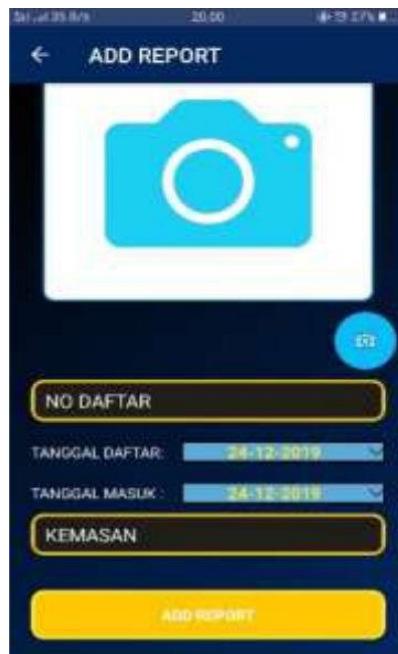 20.00
← ADD REPORT
NO DAFTAR
TANGGAL DAFTAR: 24-12-2019
TANGGAL MASUK : 24-12-2019
KEMASAN
ADD REPORT